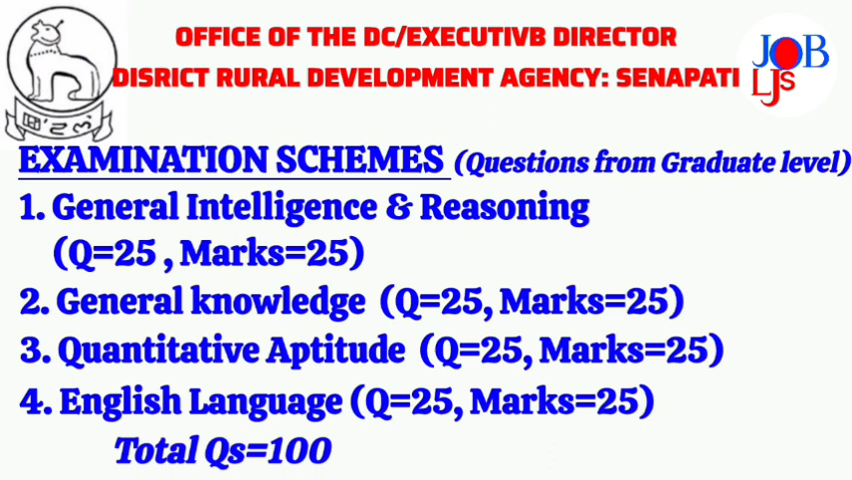 OFFICE OF THE DC/EXECUTIVB DIRECTOR
DISRICT RURAL DEVELOPMENT AGENCY: SENAPATI
JOB
LJS
EXAMINATION SCHEMES (Questions from Graduate level)
1. General Intelligence & Reasoning
(Q=25 , Marks=25)
2. General knowledge (Q=25, Marks=25)
3. Quantitative Aptitude (Q=25, Marks=25)
4. English Language (Q=25, Marks=25)
Total Qs=100